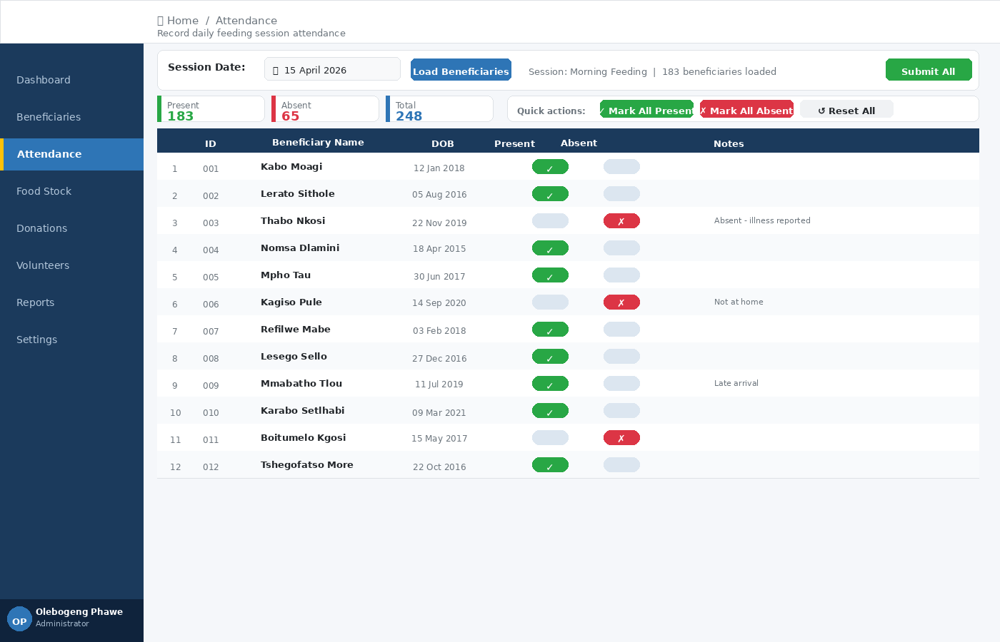 Home / Attendance
Record daily feeding session attendance
Dashboard
Beneficiaries
Attendance
Food Stock
Donations
Volunteers
Reports
Settings
OP
Olebogeng Phawe
Administrator
Session Date:
15 April 2026
Load Beneficiaries
Session: Morning Feeding | 183 beneficiaries loaded
Submit All
Present
183
Absent
65
Total
248
Quick actions:
✓ Mark All Present
✗ Mark All Absent
↺ Reset All
ID Beneficiary Name DOB Present Absent Notes
1 001 Kabo Moagi 12 Jan 2018 ✓
2 002 Lerato Sithole 05 Aug 2016 ✓
3 003 Thabo Nkosi 22 Nov 2019 ✗ Absent - illness reported
4 004 Nomsa Dlamini 18 Apr 2015 ✓
5 005 Mpho Tau 30 Jun 2017 ✓
6 006 Kagiso Pule 14 Sep 2020 ✗ Not at home
7 007 Refilwe Mabe 03 Feb 2018 ✓
8 008 Lesego Sello 27 Dec 2016 ✓
9 009 Mmabatho Tlou 11 Jul 2019 ✓ Late arrival
10 010 Karabo Setlhabi 09 Mar 2021 ✓
11 011 Boitumelo Kgosi 15 May 2017 ✗
12 012 Tshegofatso More 22 Oct 2016 ✓